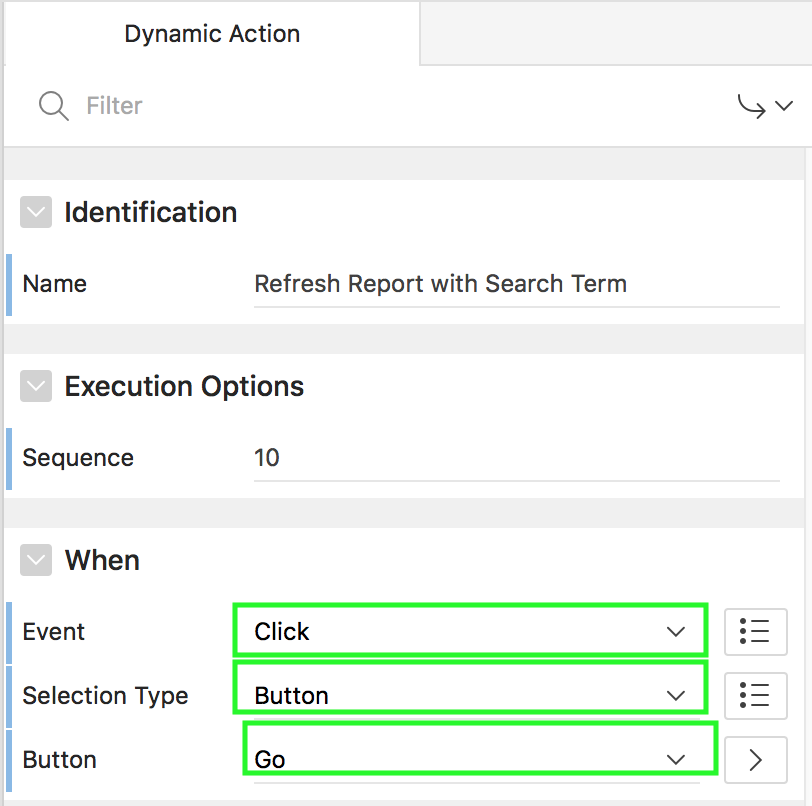 Dynamic Action
Filter
Identification
Name Refresh Report with Search Term
Execution Options
Sequence 10
When
Event Click
Selection Type Button
Button Go